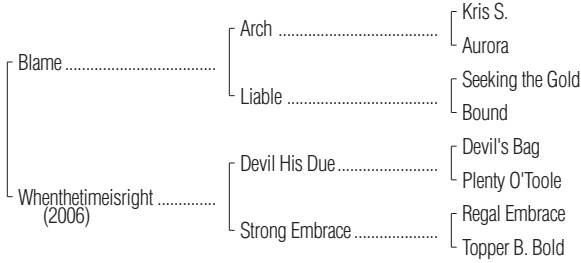 Kris S.
Arch ........................................
Aurora
Blame ......................................
Seeking the Gold
Liable ......................................
Bound
Devil's Bag
Devil His Due .........................
Plenty O'Toole
Whenthetimeisright ...............
(2006)
Regal Embrace
Strong Embrace .....................
Topper B. Bold